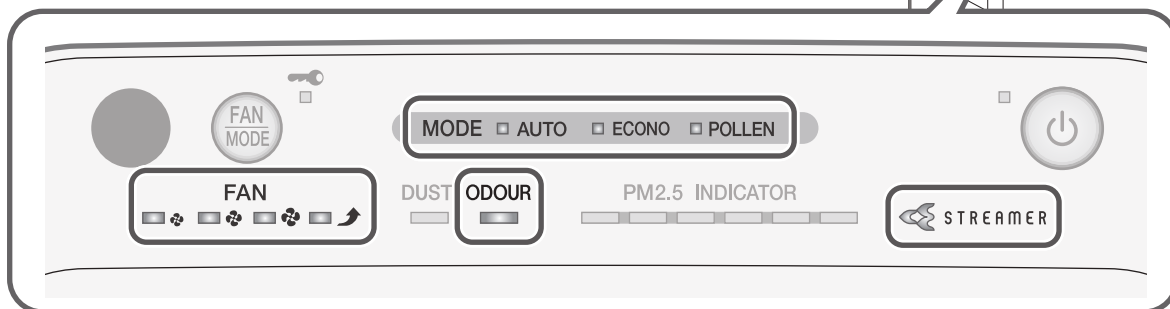 FAN
MODE
MODE AUTO ECONO POLLEN
FAN
DUST ODOUR PM2.5 INDICATOR
STREAMER